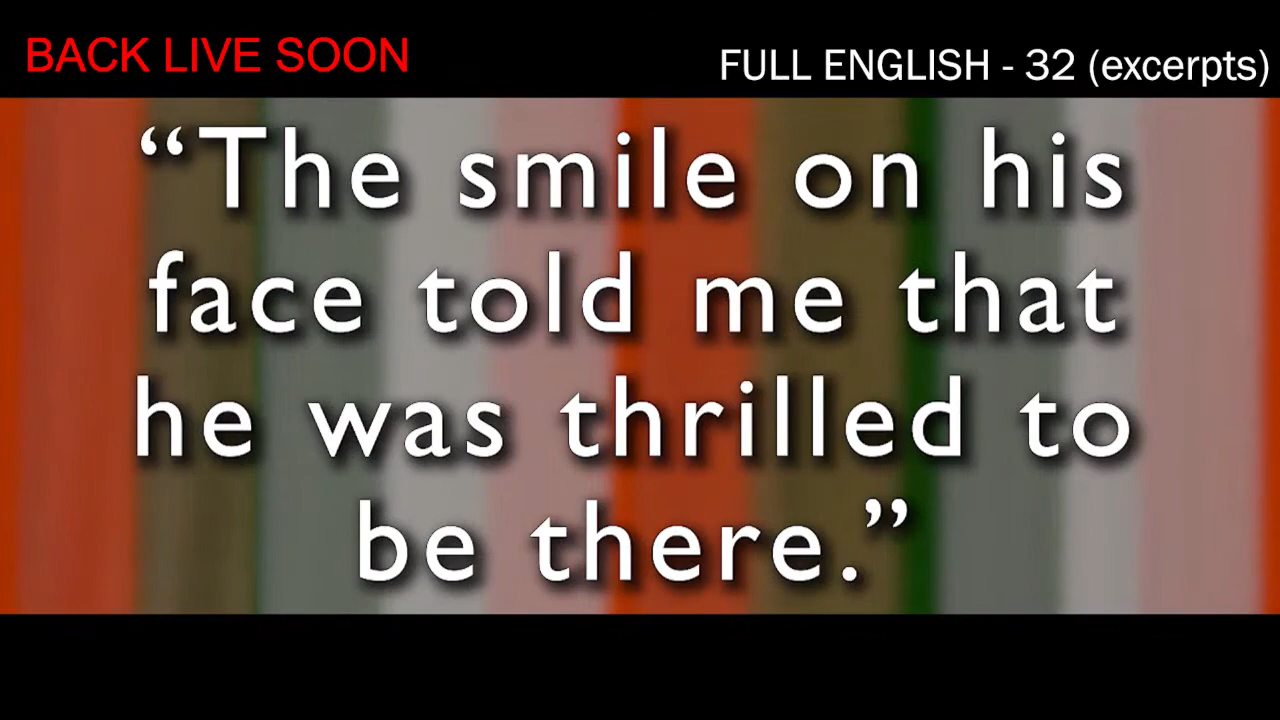 BACK LIVE SOON
FULL ENGLISH - 32 (excerpts)
“The smile on his
face told me that
he was thrilled to
be there.”